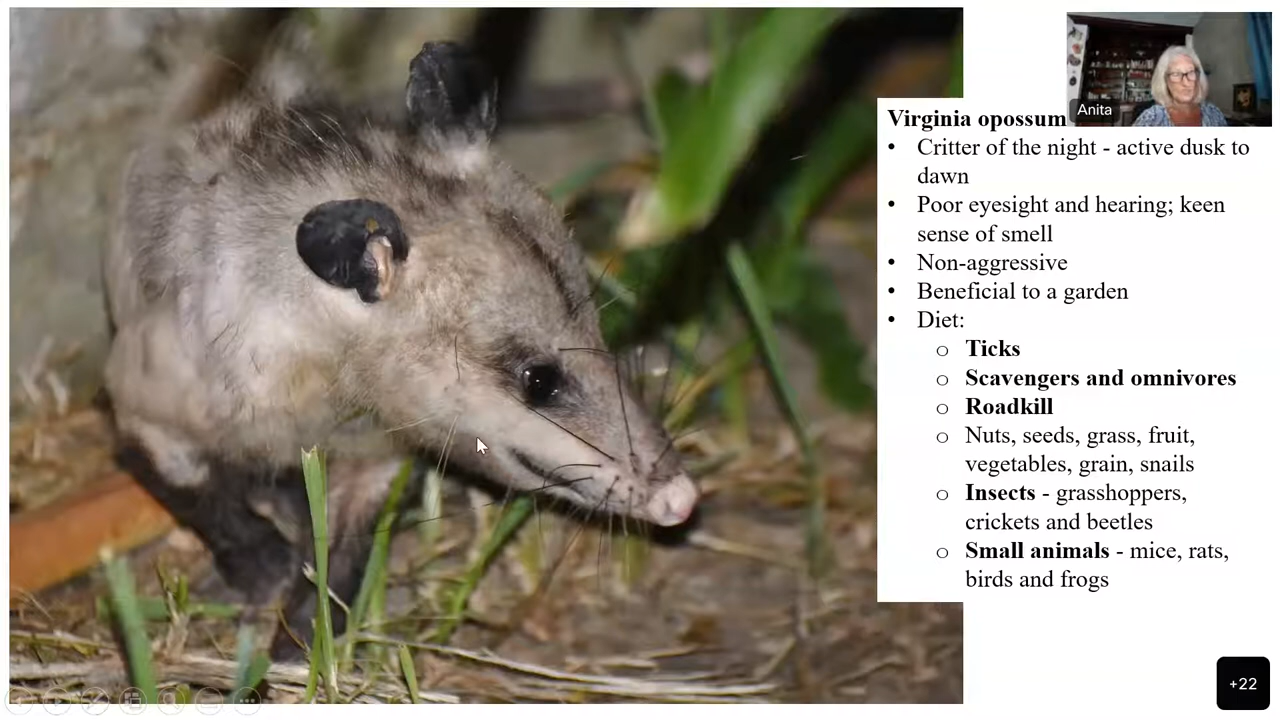 Anita
Virginia opossum
• Critter of the night - active dusk to
dawn
• Poor eyesight and hearing; keen
sense of smell
• Non-aggressive
• Beneficial to a garden
• Diet:
o Ticks
o Scavengers and omnivores
o Roadkill
o Nuts, seeds, grass, fruit,
vegetables, grain, snails
o Insects - grasshoppers,
crickets and beetles
o Small animals - mice, rats,
birds and frogs
+22